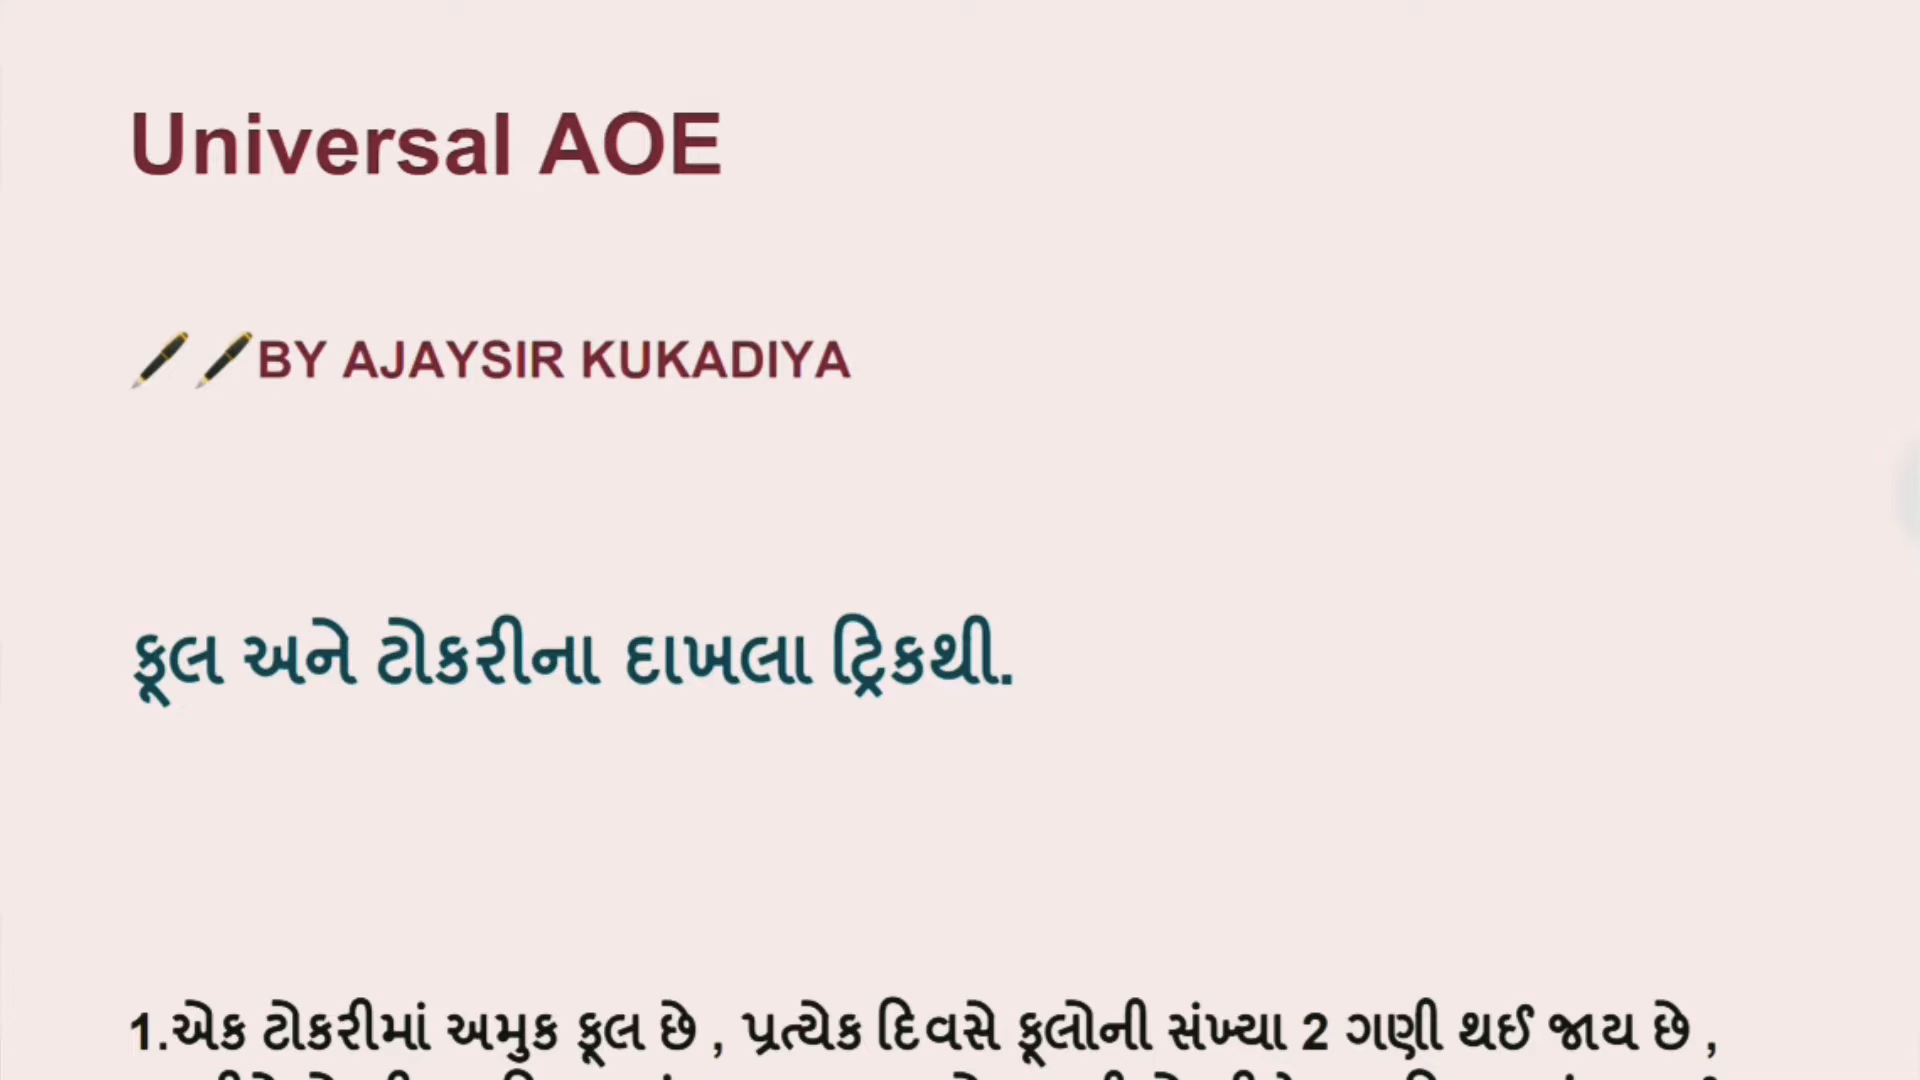 Universal AOE
BY AJAYSIR KUKADIYA
ફૂલ અને ટોકરીના દાખલા ટ્રિકથી.
1.એક ટોકરીમાં અમુક ફૂલ છે , પ્રત્યેક દિવસે ફૂલોની સંખ્યા 2 ગણી થઈ જાય છે ,